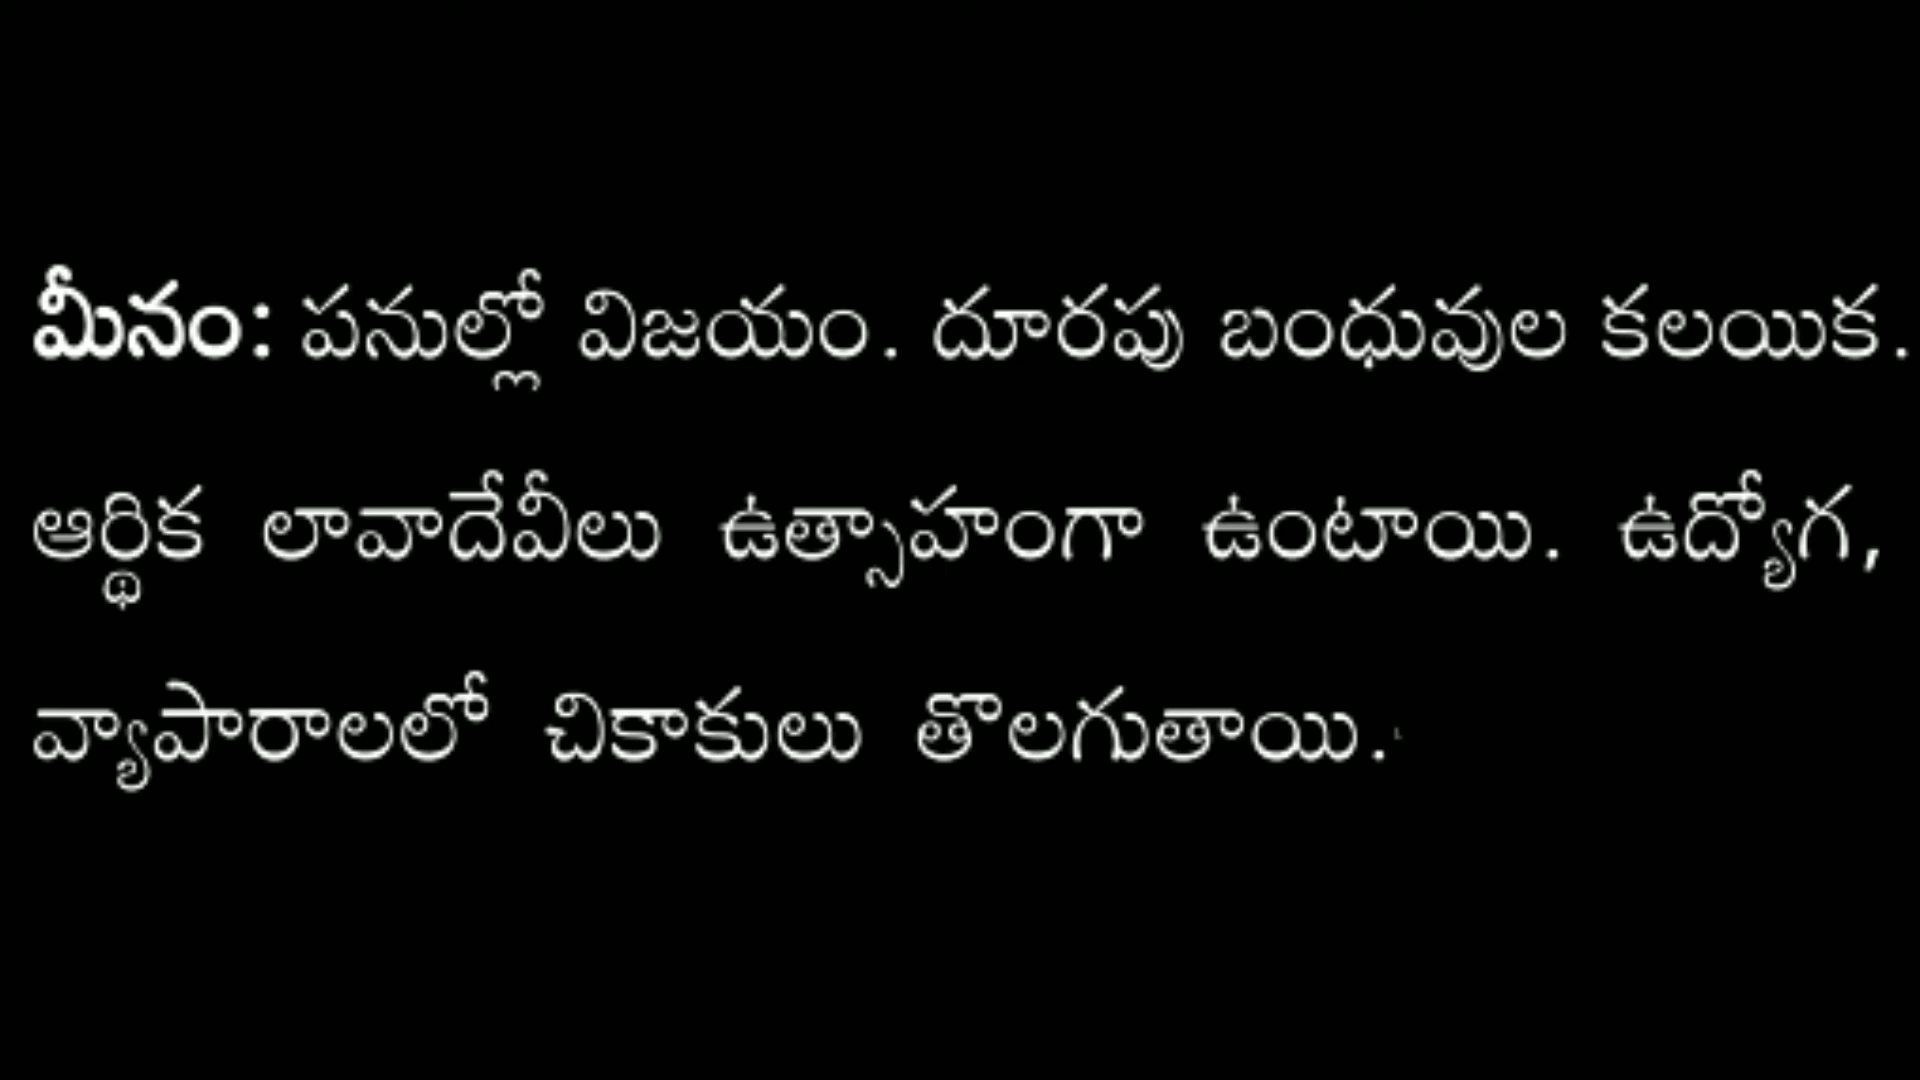 మీనం: పనుల్లో విజయం. దూరపు బంధువుల కలయిక.
ఆర్థిక లావాదేవీలు ఉత్సాహంగా ఉంటాయి. ఉద్యోగ,
వ్యాపారాలలో చికాకులు తొలగుతాయి.